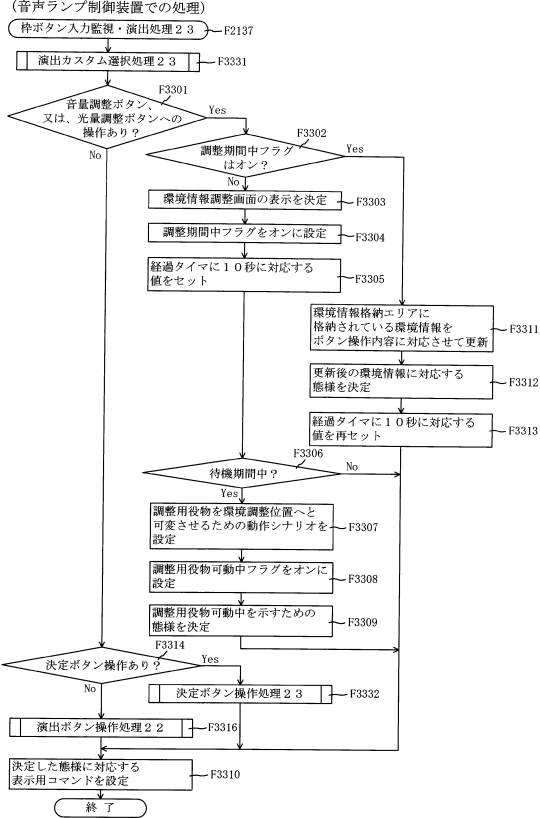 (音声ランプ制御装置での処理)
枠ボタン入力監視・演出処理２３
F2137
演出カスタム選択処理２３
F3331
F3301
音量調整ボタン、
又は、光量調整ボタンへの
操作あり？
Yes
No
F3302
調整期間中フラグ
はオン？
Yes
No
環境情報調整画面の表示を決定
F3303
調整期間中フラグをオンに設定
F3304
経過タイマに１０秒に対応する
値をセット
F3305
環境情報格納エリアに
格納されている環境情報を
ボタン操作内容に対応させて更新
F3311
更新後の環境情報に対応する
態様を決定
F3312
経過タイマに１０秒に対応する
値を再セット
F3313
F3306
待機期間中？
No
Yes
調整用役物を環境調整位置へと
可変させるための動作シナリオを
設定
F3307
調整用役物可動中フラグをオンに
設定
F3308
調整用役物可動中を示すための
態様を決定
F3309
F3314
決定ボタン操作あり？
Yes
No
決定ボタン操作処理２３
F3332
演出ボタン操作処理２２
F3316
決定した態様に対応する
表示用コマンドを設定
F3310
終了